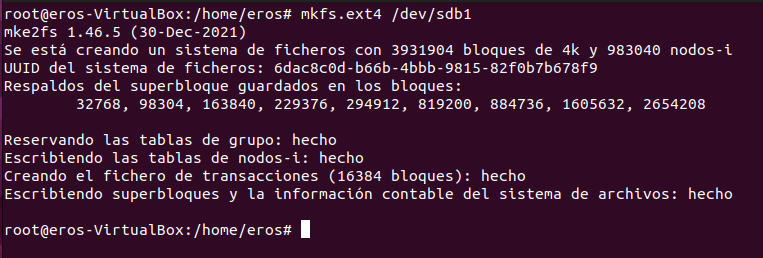 root@eros-VirtualBox:/home/eros# mkfs.ext4 /dev/sdb1
mke2fs 1.46.5 (30-Dec-2021)
Se está creando un sistema de ficheros con 3931904 bloques de 4k y 983040 nodos-i
UUID del sistema de ficheros: 6dac8c0d-b66b-4bbb-9815-82f0b7b678f9
Respaldos del superbloque guardados en los bloques:
32768, 98304, 163840, 229376, 294912, 819200, 884736, 1605632, 2654208
Reservando las tablas de grupo: hecho
Escribiendo las tablas de nodos-i: hecho
Creando el fichero de transacciones (16384 bloques): hecho
Escribiendo superbloques y la información contable del sistema de archivos: hecho
root@eros-VirtualBox:/home/eros#